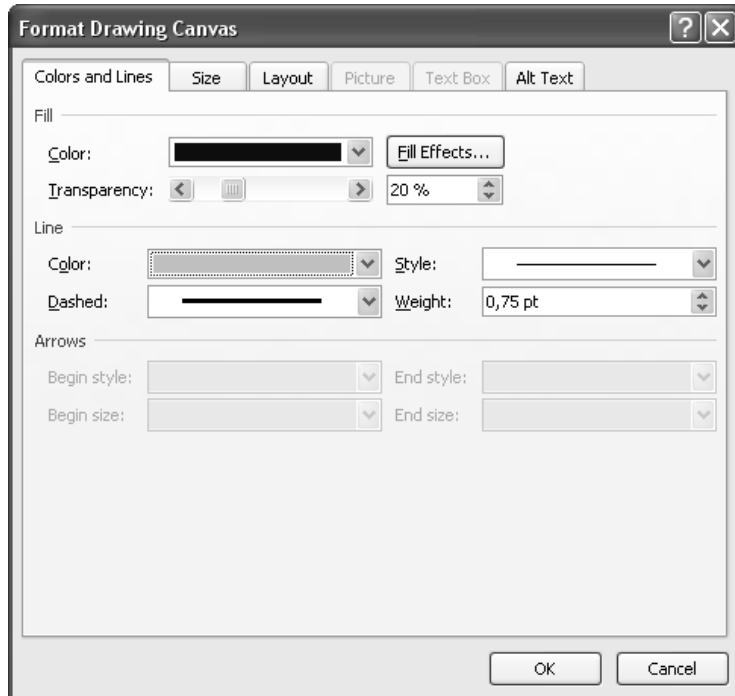 Format Drawing Canvas
Colors and Lines Size Layout Picture Text Box Alt Text
Fill
Color: Fill Effects...
Transparency: 20 %
Line
Color: Style:
Dashed: Weight: 0,75 pt
Arrows
Begin style: End style:
Begin size: End size:
OK Cancel